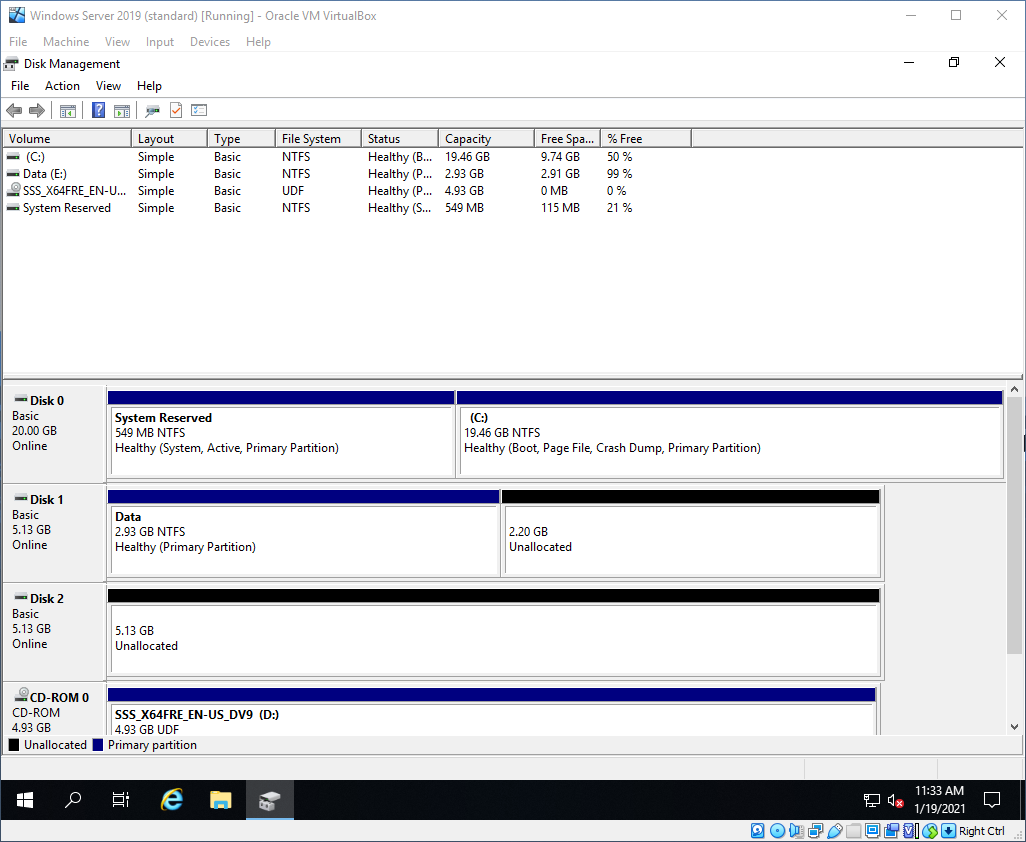 Windows Server 2019 (standard) [Running] - Oracle VM VirtualBox
File Machine View Input Devices Help
Disk Management
File Action View Help
Volume Layout Type File System Status Capacity Free Spa... % Free
(C:) Simple Basic NTFS Healthy (B... 19.46 GB 9.74 GB 50 %
Data (E:) Simple Basic NTFS Healthy (P... 2.93 GB 2.91 GB 99 %
SSS_X64FRE_EN-U... Simple Basic UDF Healthy (P... 4.93 GB 0 MB 0 %
System Reserved Simple Basic NTFS Healthy (S... 549 MB 115 MB 21 %
Disk 0
Basic
20.00 GB
Online
System Reserved
549 MB NTFS
Healthy (System, Active, Primary Partition)
(C:)
19.46 GB NTFS
Healthy (Boot, Page File, Crash Dump, Primary Partition)
Disk 1
Basic
5.13 GB
Online
Data
2.93 GB NTFS
Healthy (Primary Partition)
2.20 GB
Unallocated
Disk 2
Basic
5.13 GB
Online
5.13 GB
Unallocated
CD-ROM 0
CD-ROM
4.93 GB
SSS_X64FRE_EN-US_DV9 (D:)
4.93 GB UDF
Unallocated Primary partition
11:33 AM
1/19/2021
Right Ctrl